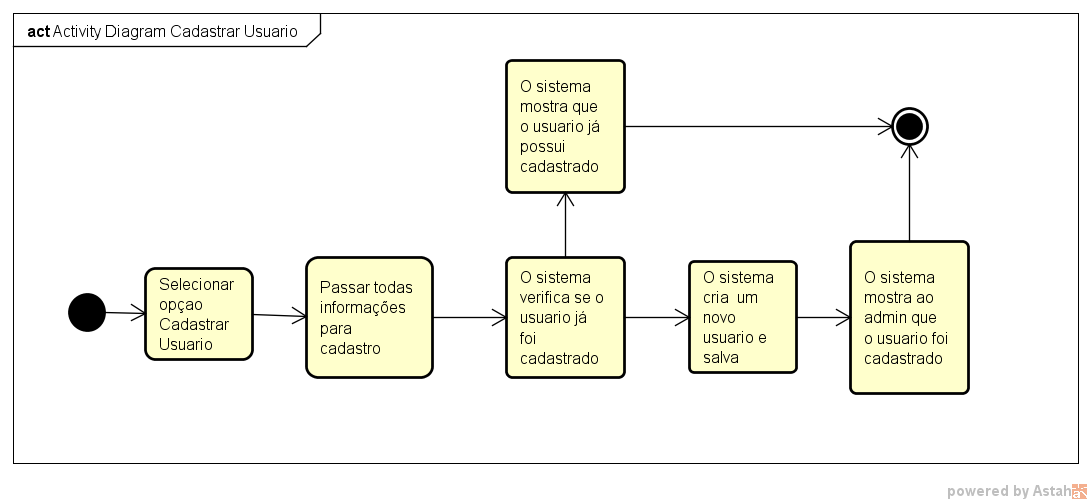 act Activity Diagram Cadastrar Usuario
O sistema
mostra que
o usuario já
possui
cadastrado
Selecionar
opçao
Cadastrar
Usuario
Passar todas
informações
para
cadastro
O sistema
verifica se o
usuario já
foi
cadastrado
O sistema
cria um
novo
usuario e
salva
O sistema
mostra ao
admin que
o usuario foi
cadastrado
powered by Astah